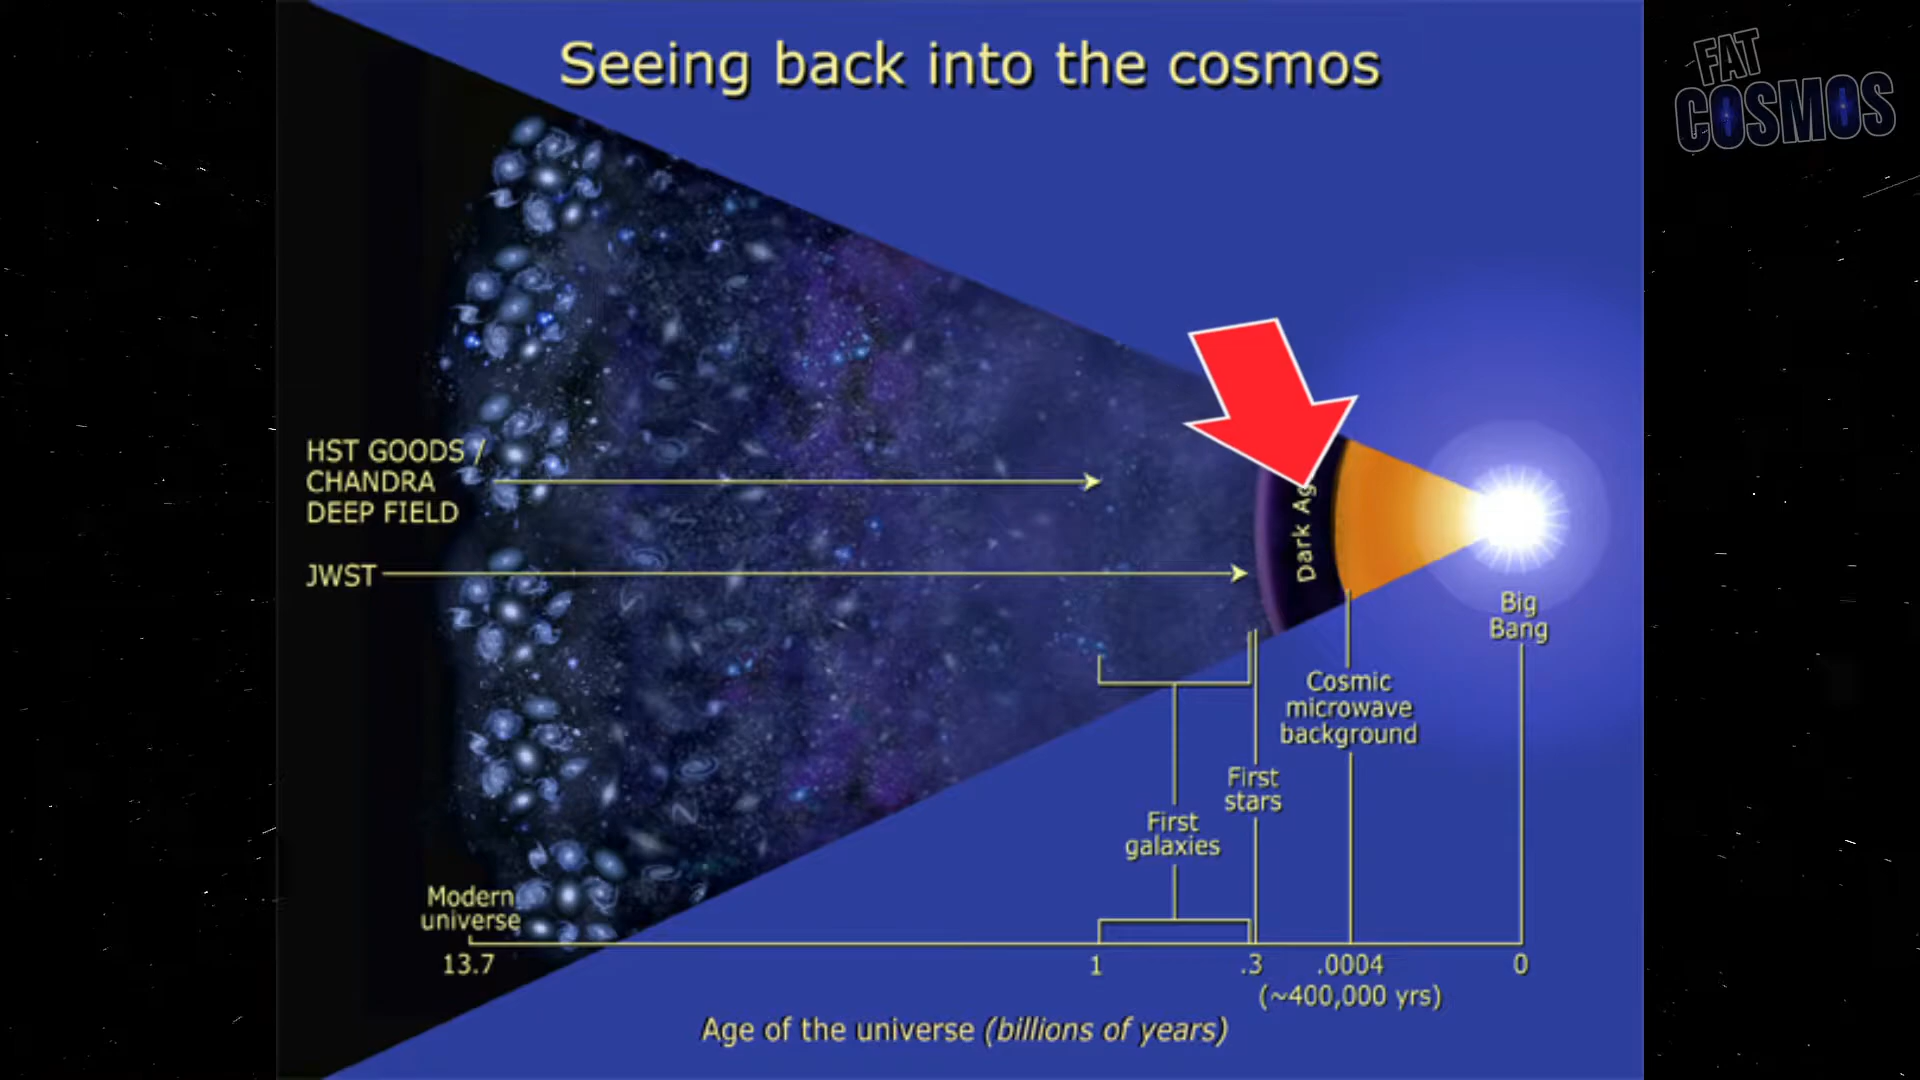 Seeing back into the cosmos
FAT
COSMOS
HST GOODS /
CHANDRA
DEEP FIELD
JWST
Dark Ag
Big
Bang
Cosmic
microwave
background
First
stars
First
galaxies
Modern
universe
13.7
1
.3
.0004
0
(~400,000 yrs)
Age of the universe (billions of years)